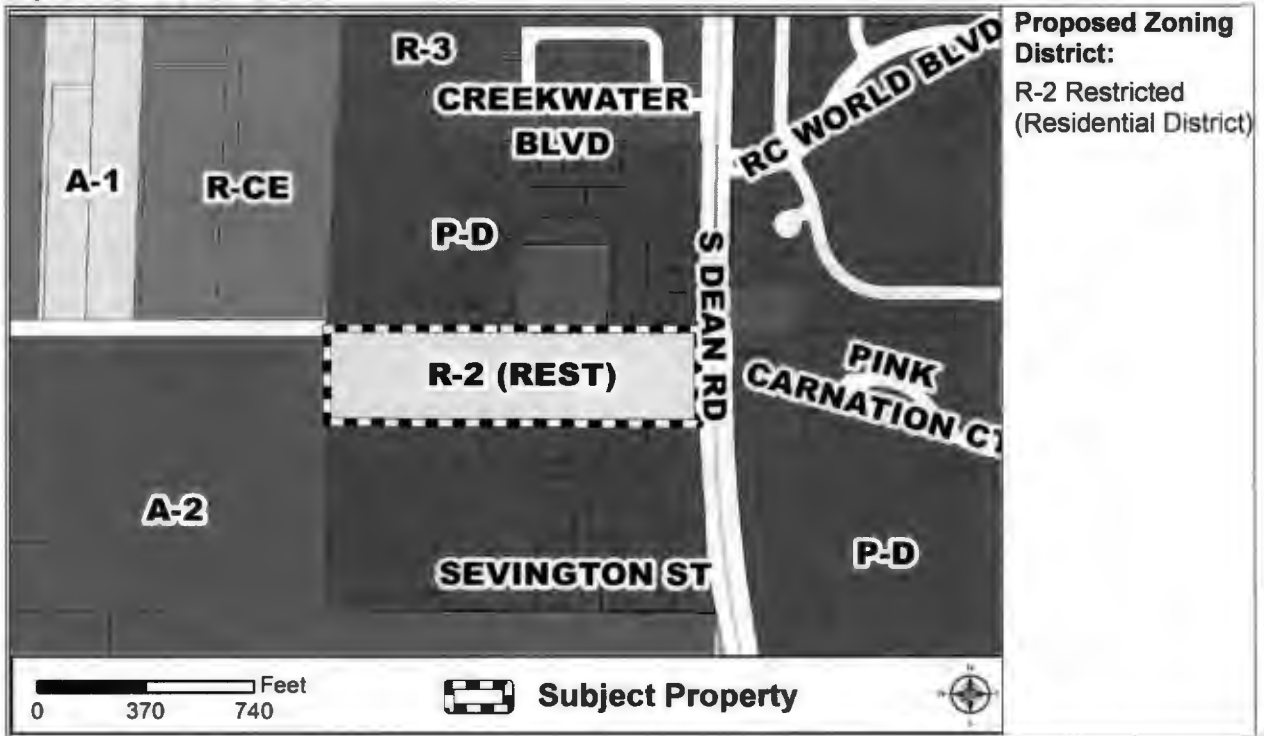 R-3
CREEKWATER
BLVD
RC WORLD BLVD
A-1
R-CE
P-D
S DEAN RD
R-2 (REST)
PINK
CARNATION CT
A-2
SEVINGTON ST
P-D
Feet
0 370 740
Subject Property
Proposed Zoning
District:
R-2 Restricted
(Residential District)